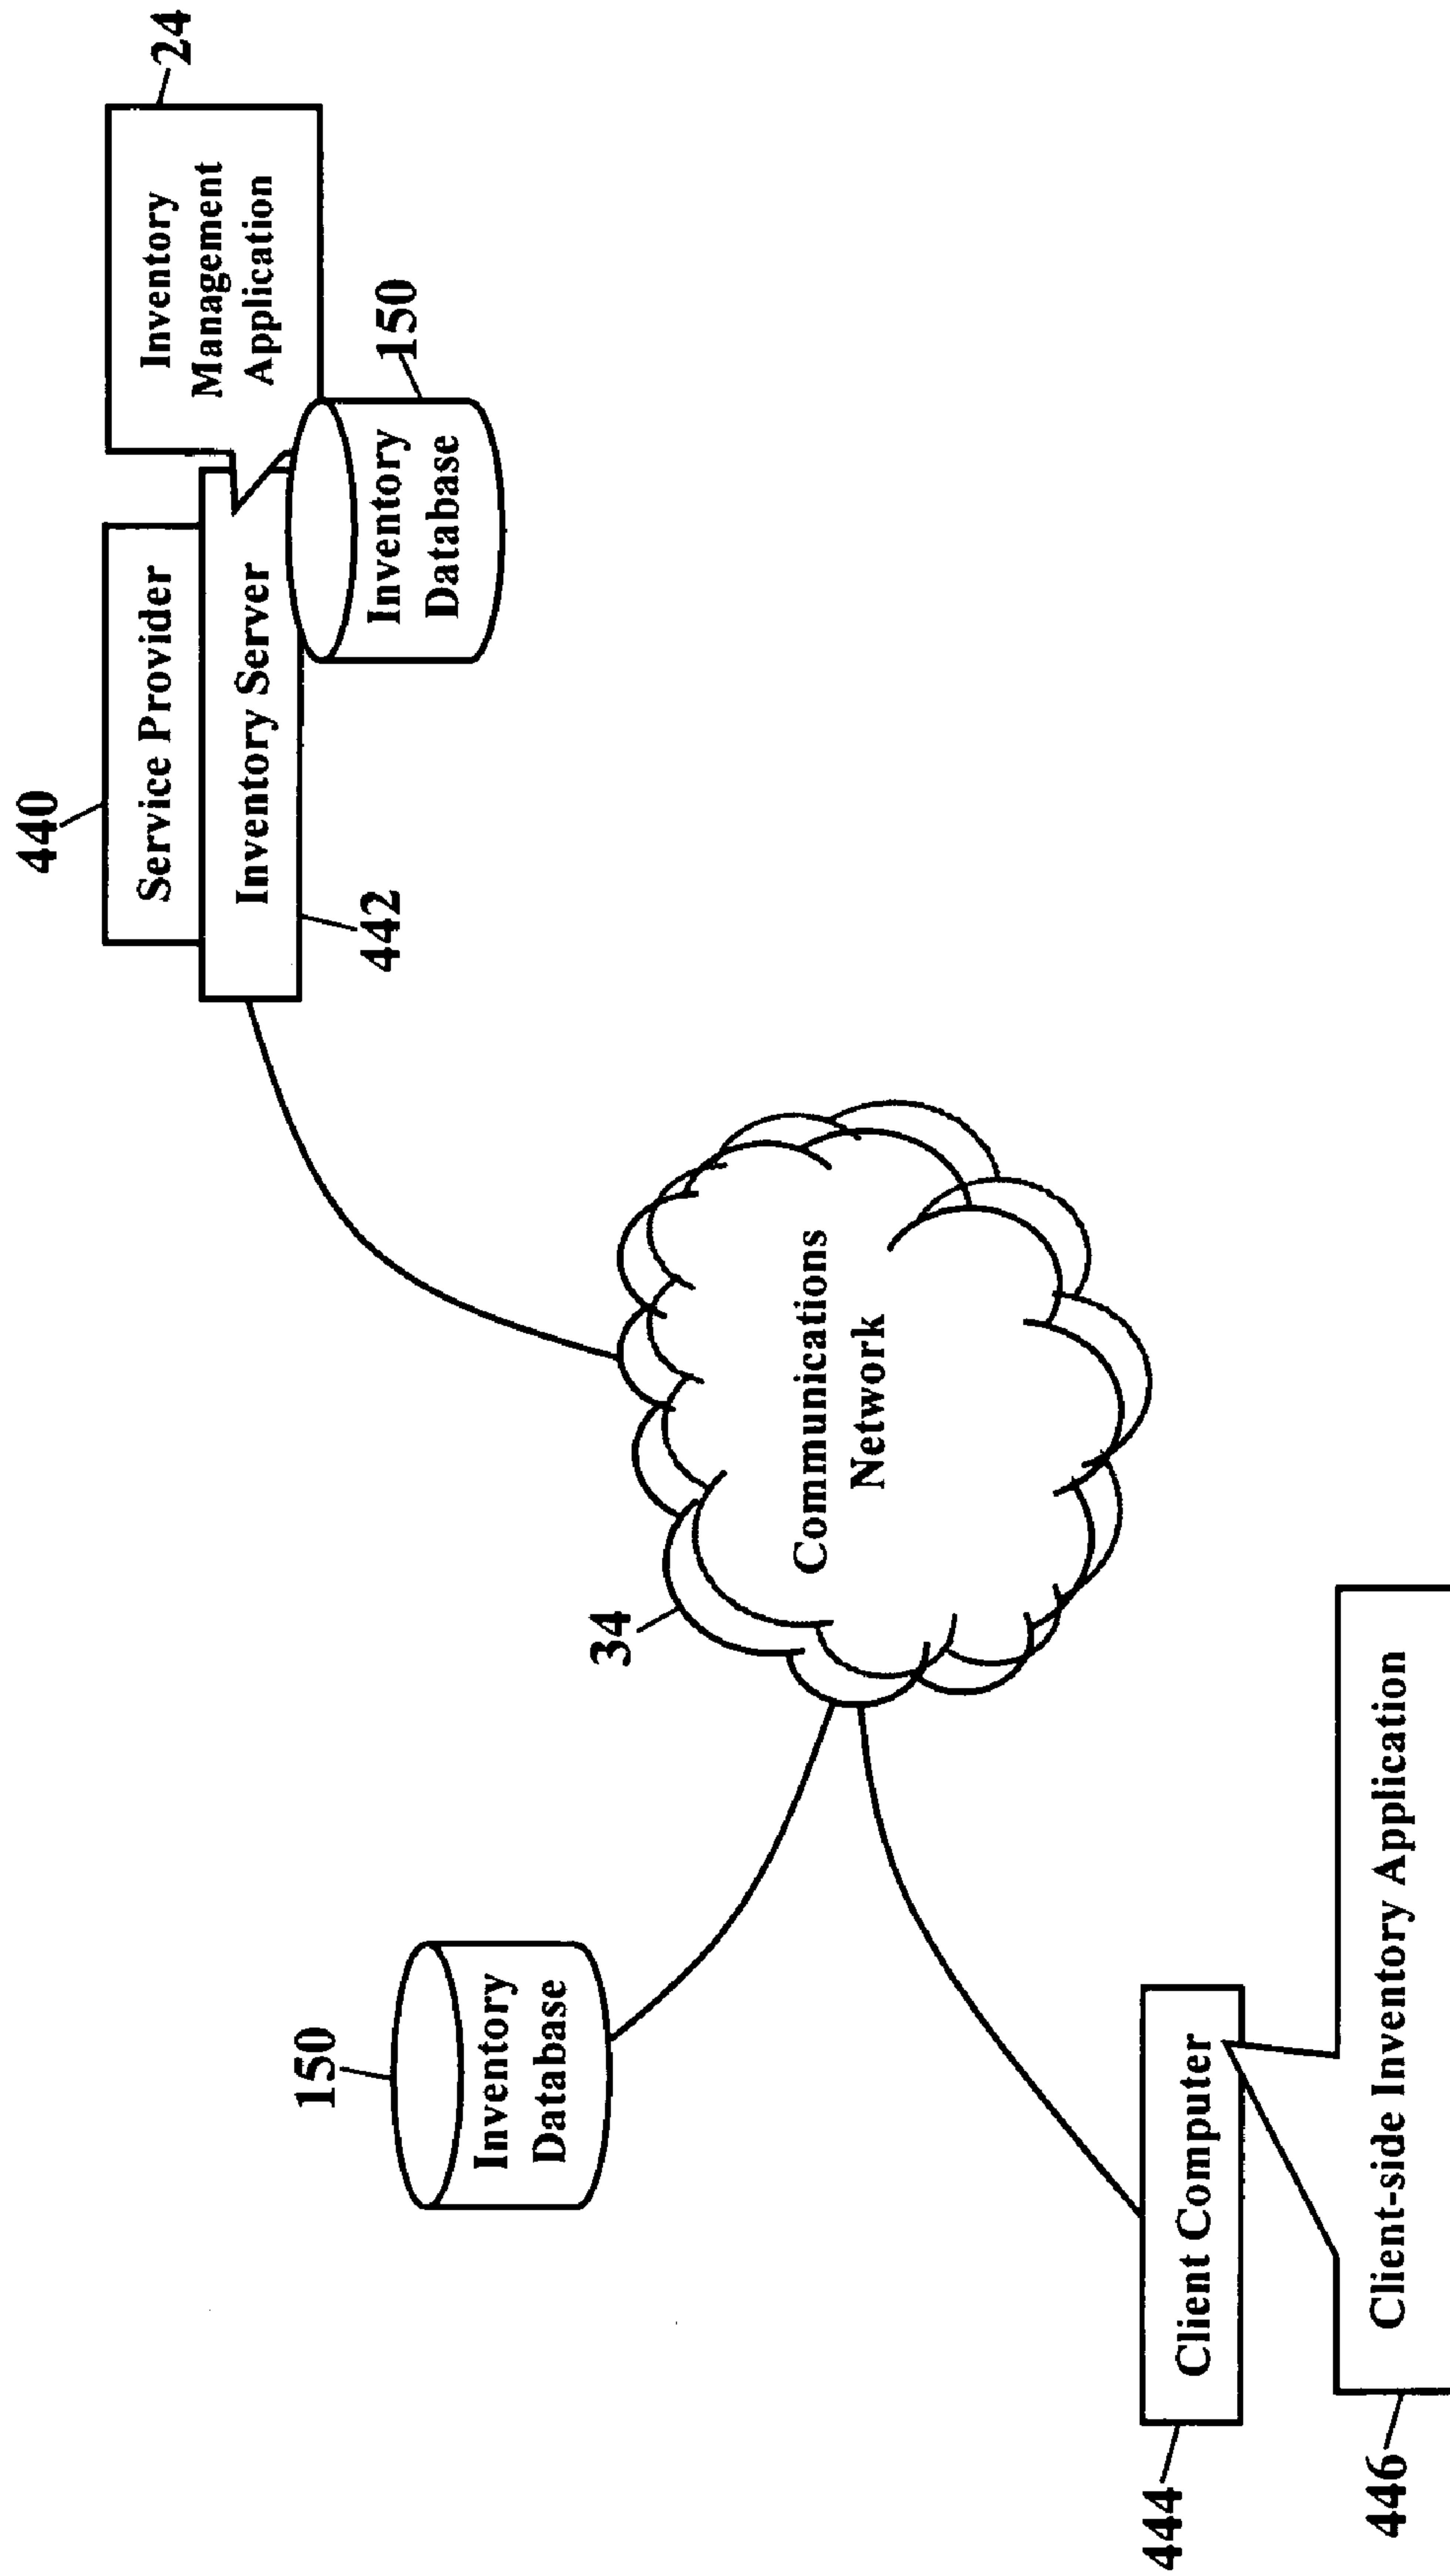 440
Service Provider
Inventory Server
442
24
Inventory
Management
Application
150
Inventory
Database
34
Communications
Network
150
Inventory
Database
444
Client Computer
446
Client-side Inventory Application